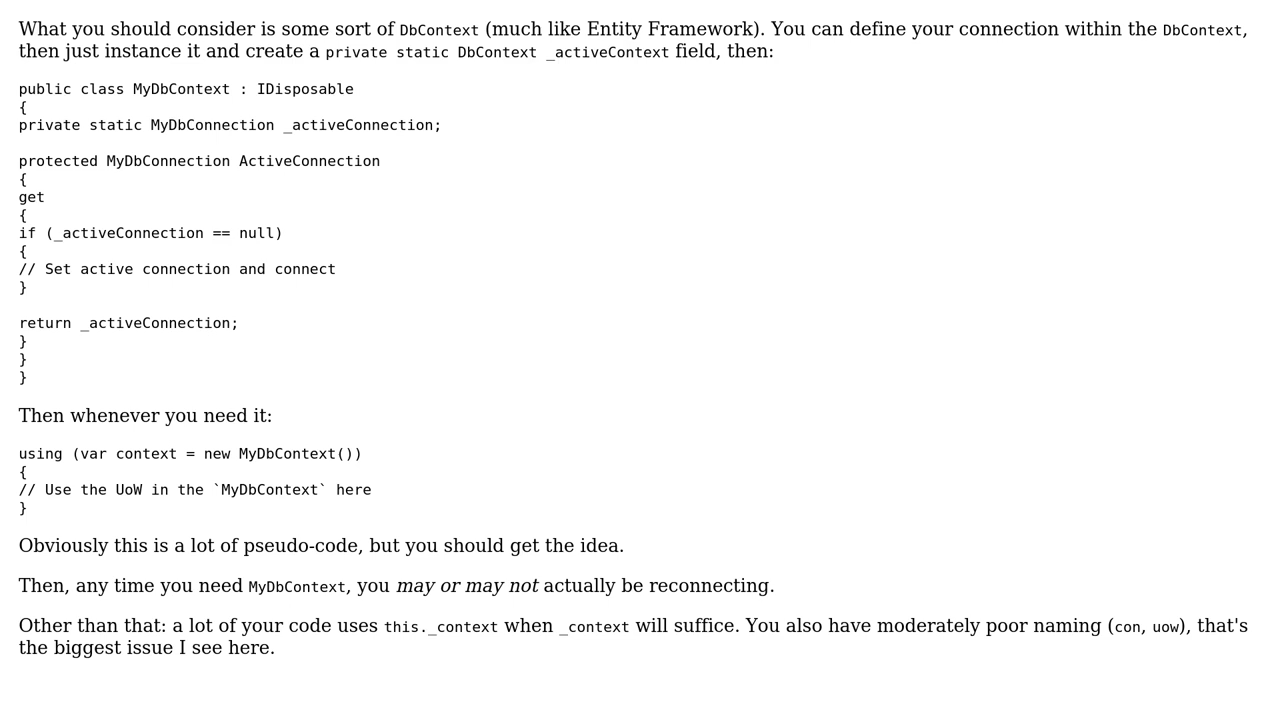 What you should consider is some sort of DbContext (much like Entity Framework). You can define your connection within the DbContext,
then just instance it and create a private static DbContext _activeContext field, then:
public class MyDbContext : IDisposable
{
private static MyDbConnection _activeConnection;
protected MyDbConnection ActiveConnection
{
get
{
if (_activeConnection == null)
{
// Set active connection and connect
}
return _activeConnection;
}
}
}
Then whenever you need it:
using (var context = new MyDbContext())
{
// Use the UoW in the `MyDbContext` here
}
Obviously this is a lot of pseudo-code, but you should get the idea.
Then, any time you need MyDbContext, you may or may not actually be reconnecting.
Other than that: a lot of your code uses this._context when _context will suffice. You also have moderately poor naming (con, uow), that's
the biggest issue I see here.